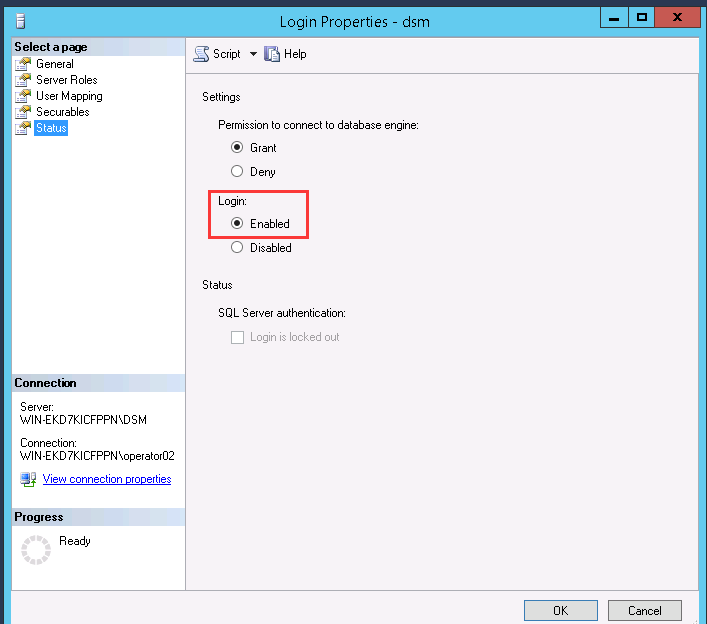 Login Properties - dsm
Select a page
General
Server Roles
User Mapping
Securables
Status
Script
Help
Settings
Permission to connect to database engine:
Grant
Deny
Login:
Enabled
Disabled
Status
SQL Server authentication:
Login is locked out
Connection
Server:
WIN-EKD7KICFPPN\DSM
Connection:
WIN-EKD7KICFPPN\operator02
View connection properties
Progress
Ready
OK
Cancel